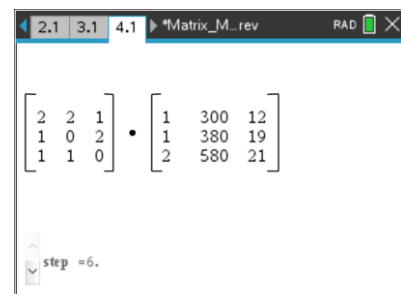 2.1 3.1 4.1 *Matrix_M...rev RAD
2 2 1 1 300 12
1 0 2 • 1 380 19
1 1 0 2 580 21
step =6.